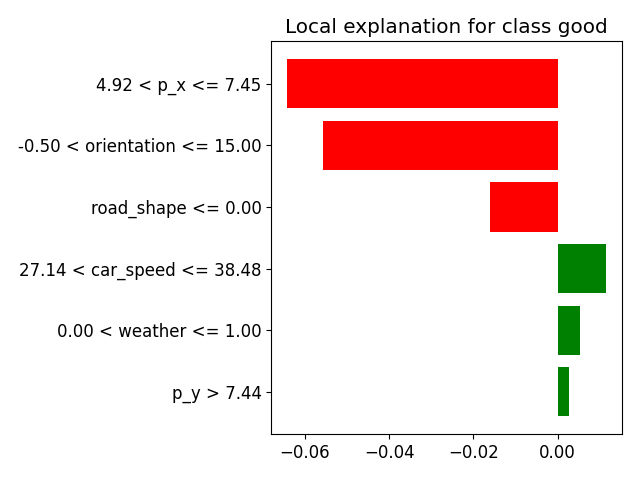 Local explanation for class good
4.92 < p_x <= 7.45
-0.50 < orientation <= 15.00
road_shape <= 0.00
27.14 < car_speed <= 38.48
0.00 < weather <= 1.00
p_y > 7.44
−0.06 −0.04 −0.02 0.00